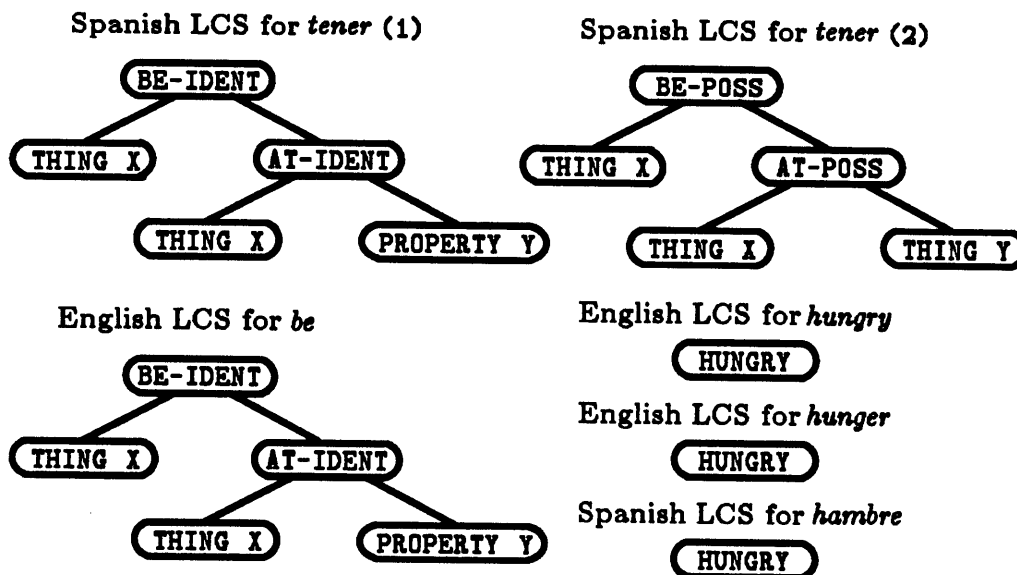 Spanish LCS for tener (1)
BE-IDENT
THING X
AT-IDENT
THING X
PROPERTY Y
Spanish LCS for tener (2)
BE-POSS
THING X
AT-POSS
THING X
THING Y
English LCS for be
BE-IDENT
THING X
AT-IDENT
THING X
PROPERTY Y
English LCS for hungry
HUNGRY
English LCS for hunger
HUNGRY
Spanish LCS for hambre
HUNGRY